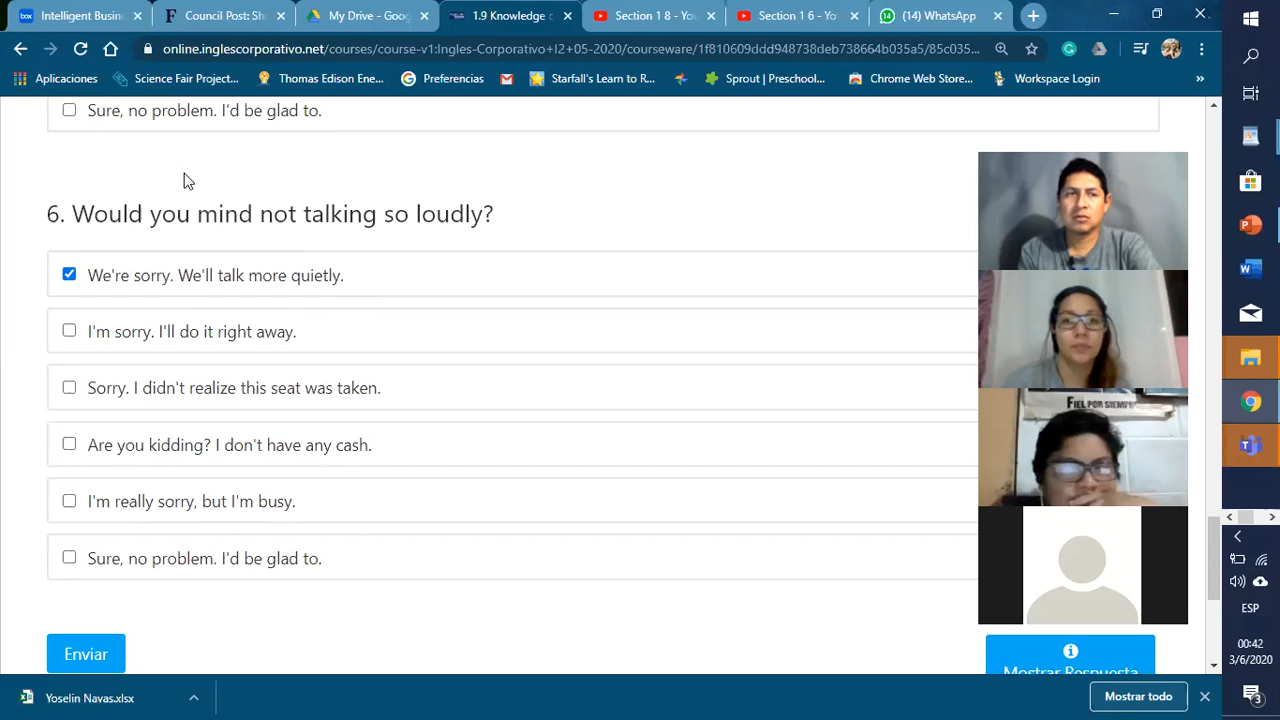 Intelligent Busine
Council Post: Sho
My Drive - Goog
1.9 Knowledge c
Section 1 8 - You
Section 1 6 - You
(14) WhatsApp
online.inglescorporativo.net/courses/course-v1:Ingles-Corporativo+I2+05-2020/courseware/1f810609ddd948738deb738664b035a5/85c035...
Aplicaciones
Science Fair Project...
Thomas Edison Ene...
Preferencias
Starfall's Learn to R...
Sprout | Preschool...
Chrome Web Store...
Workspace Login
»
Sure, no problem. I'd be glad to.
6. Would you mind not talking so loudly?
We're sorry. We'll talk more quietly.
I'm sorry. I'll do it right away.
Sorry. I didn't realize this seat was taken.
FIEL POR SIEMP
Are you kidding? I don't have any cash.
I'm really sorry, but I'm busy.
Sure, no problem. I'd be glad to.
Enviar
Mostrar Respuesta
ESP
00:42
3/6/2020
Yoselin Navas.xlsx
Mostrar todo
3